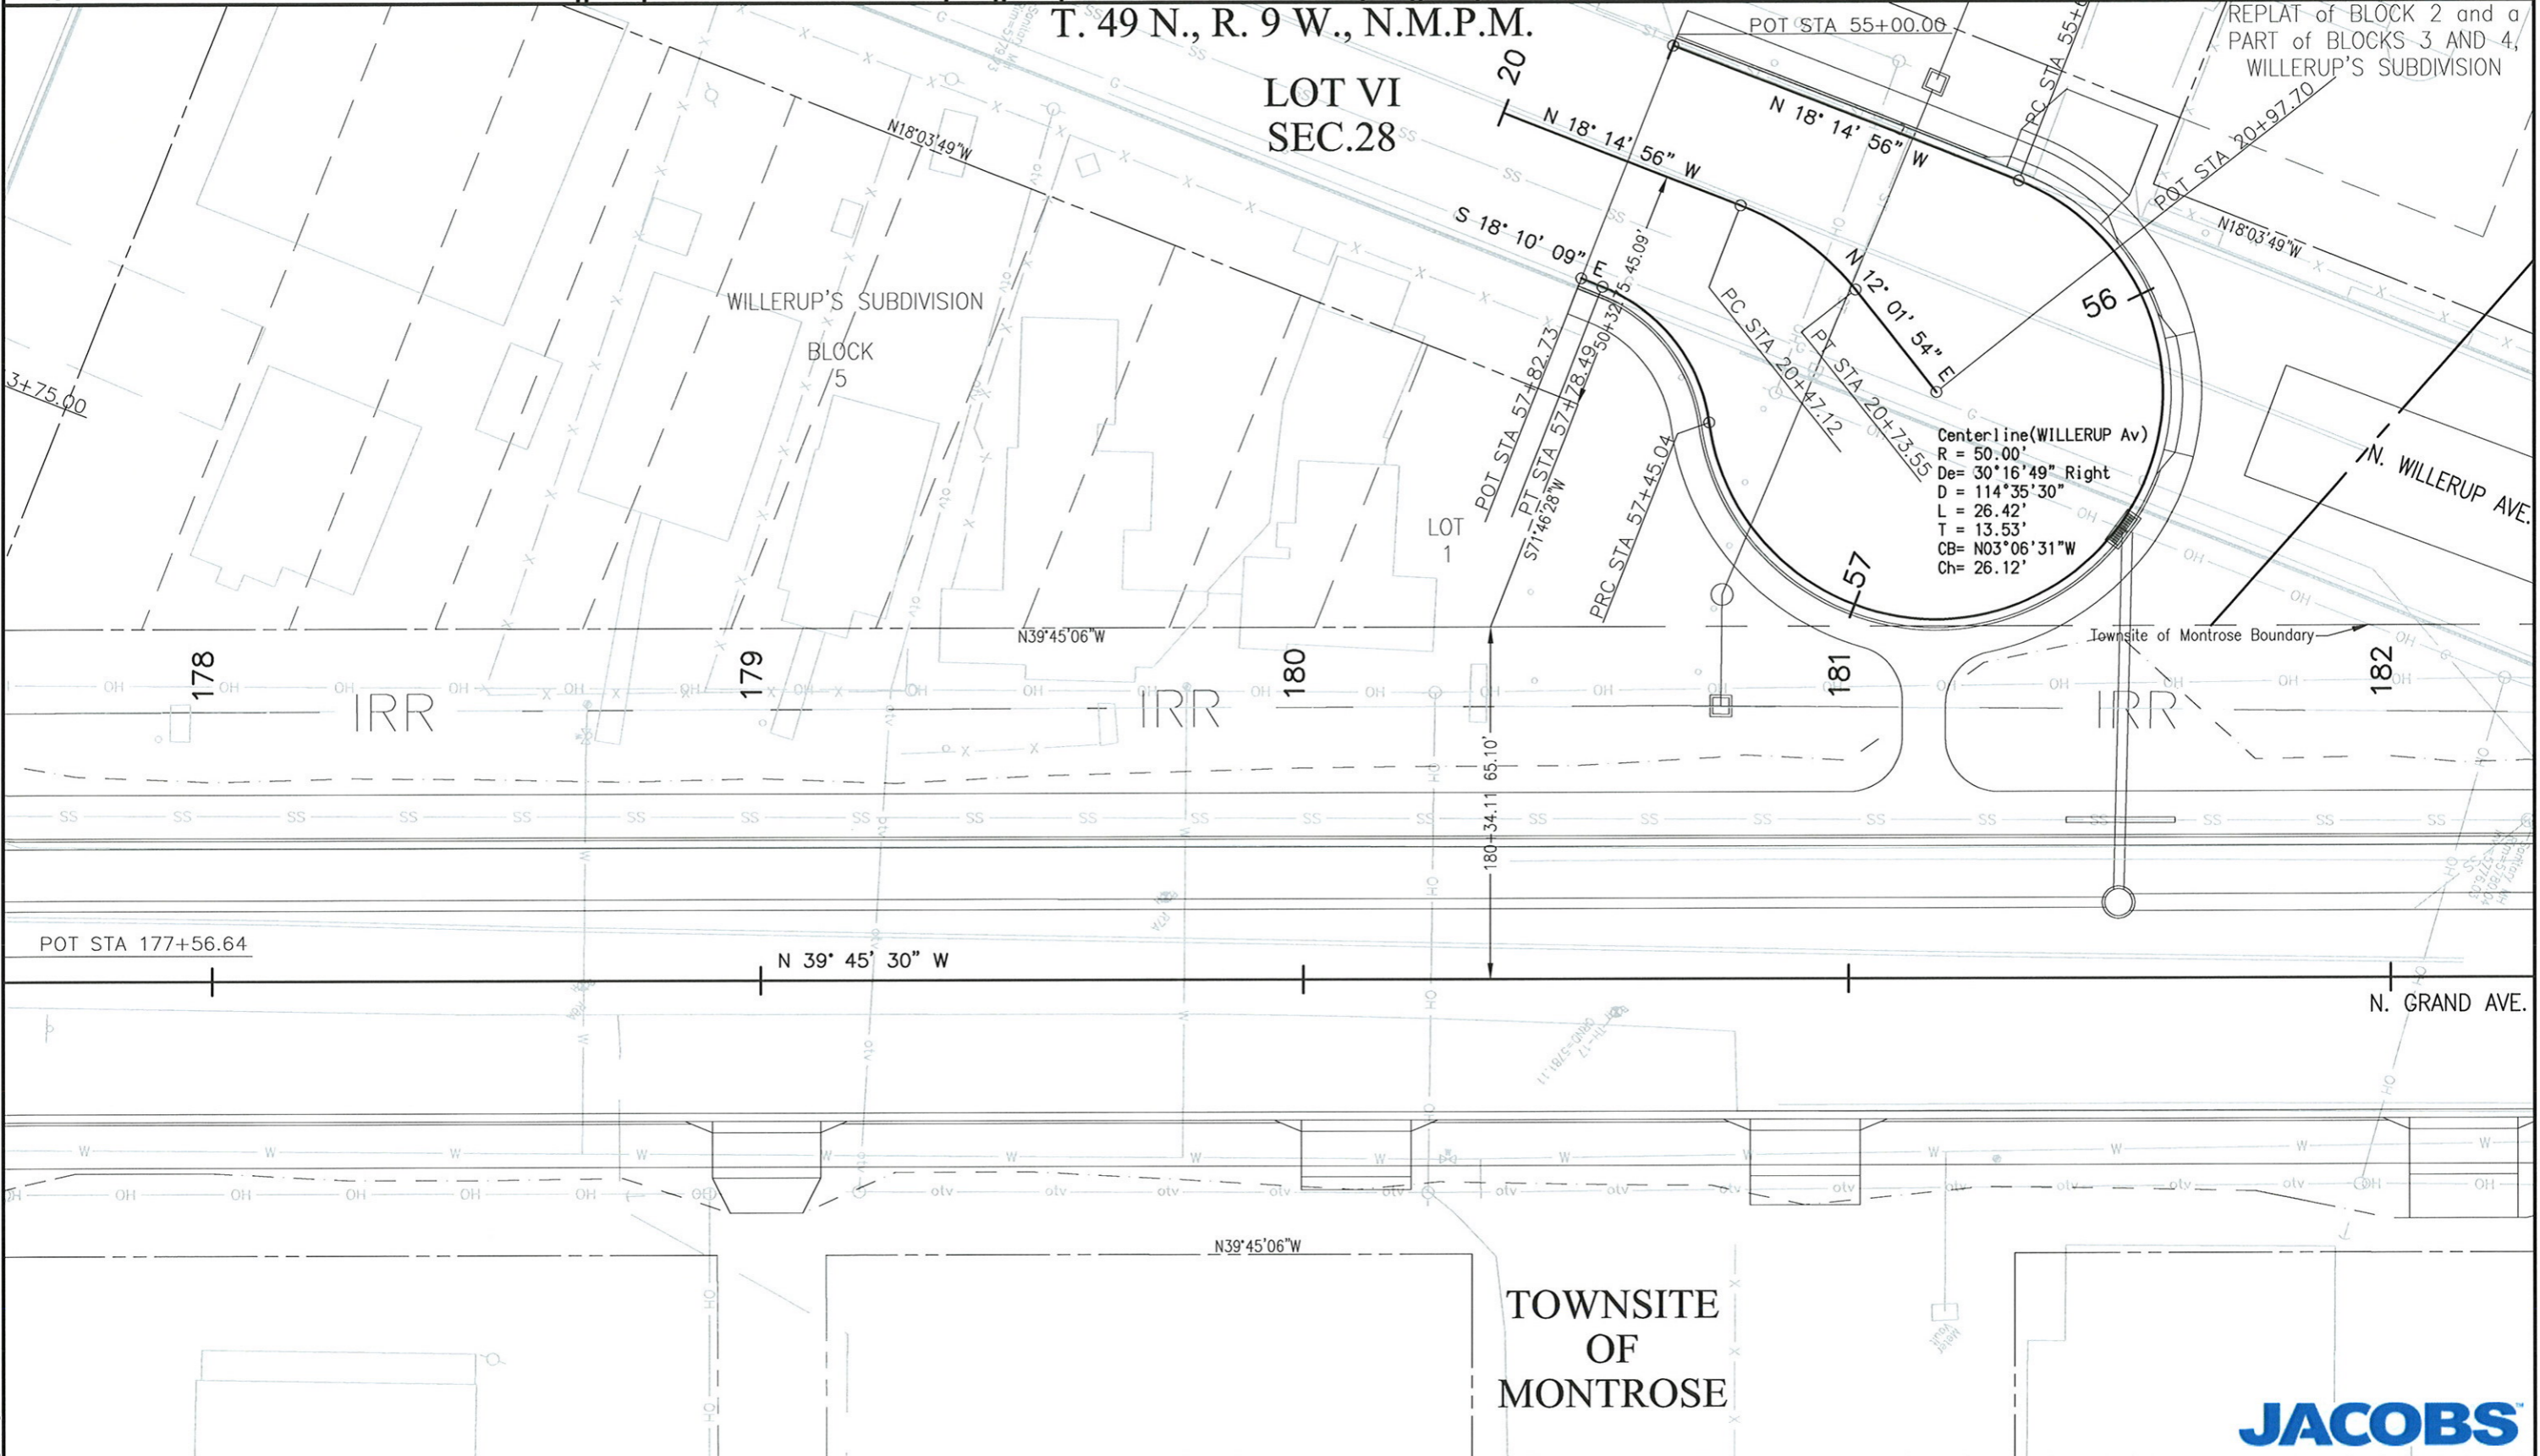 T. 49 N., R. 9 W., N.M.P.M.
LOT VI
SEC.28
REPLAT of BLOCK 2 and a
PART of BLOCKS 3 AND 4,
WILLERUP'S SUBDIVISION
POT STA 55+00.00
20
N 18° 14' 56" W
N 18° 14' 56" W
POT STA 20+97.70
N18°03'49"W
N18°03'49"W
S 18° 10' 09" E
45.09'
N 12° 01' 54" E
56
WILLERUP'S SUBDIVISION
BLOCK
5
3+75.00
POT STA 57+82.73
PT STA 57+78.49
S71°46'28"W
PRC STA 57+45.04
PC STA 20+47.12
PT STA 20+73.55
Centerline(WILLERUP Av)
R = 50.00'
De= 30°16'49" Right
D = 114°35'30"
L = 26.42'
T = 13.53'
CB= N03°06'31"W
Ch= 26.12'
N. WILLERUP AVE.
LOT
1
57
N39°45'06"W
Townsite of Montrose Boundary
178
179
180
181
182
IRR
IRR
IRR
180+34.11 65.10'
POT STA 177+56.64
N 39° 45' 30" W
N. GRAND AVE.
TH-17
GRND=5781.11
N39°45'06"W
TOWNSITE
OF
MONTROSE
Meter
Vault
JACOBS